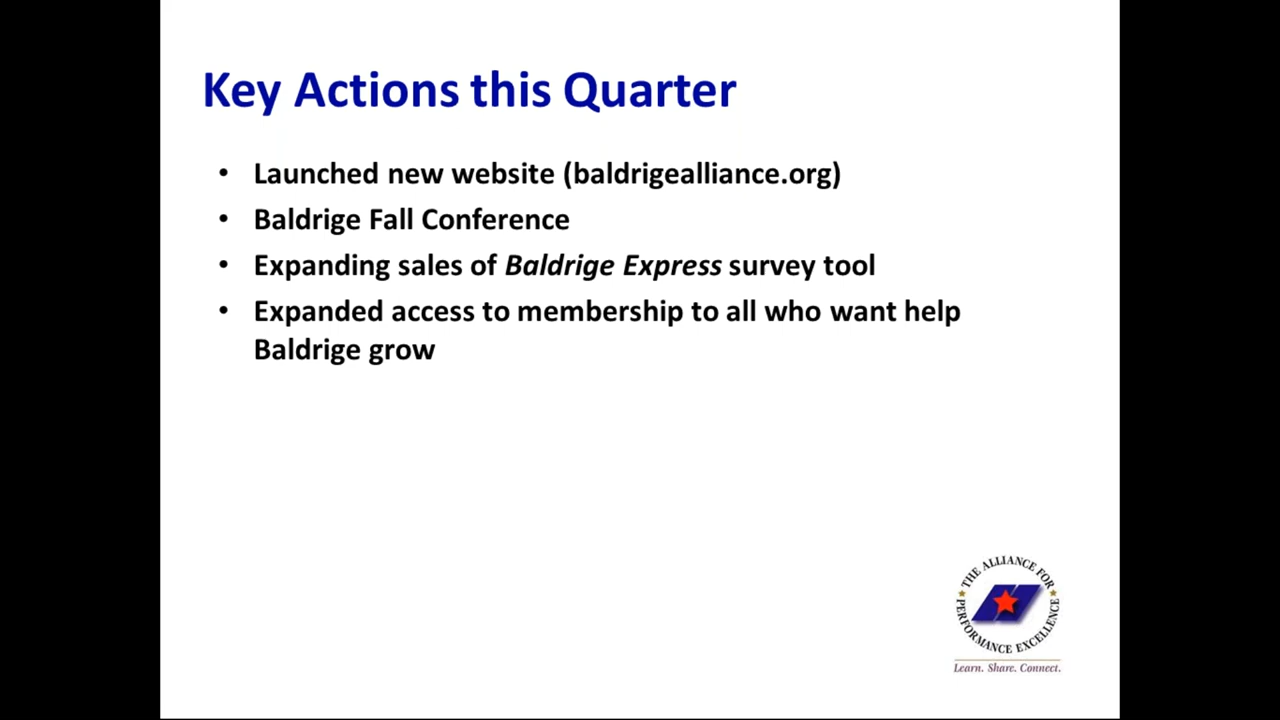 Key Actions this Quarter
• Launched new website (baldrigealliance.org)
• Baldrige Fall Conference
• Expanding sales of Baldrige Express survey tool
• Expanded access to membership to all who want help
Baldrige grow
THE ALLIANCE FOR
PERFORMANCE EXCELLENCE
Learn. Share. Connect.